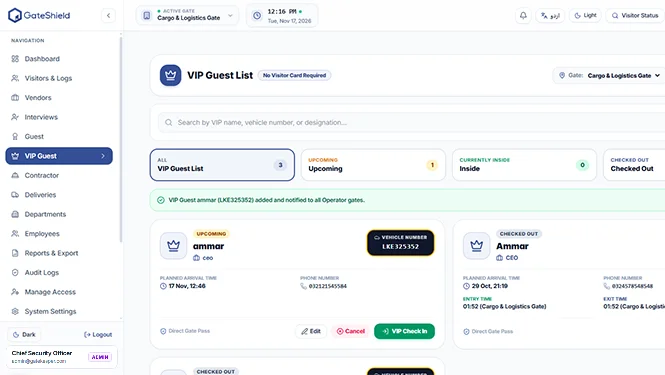 GateShield
NAVIGATION
Dashboard
Visitors & Logs
Vendors
Interviews
Guest
VIP Guest
Contractor
Deliveries
Departments
Employees
Reports & Export
Audit Logs
Manage Access
System Settings
Dark
Logout
Chief Security Officer
ADMIN
ACTIVE GATE
Cargo & Logistics Gate
12:16 PM
Tue, Nov 17, 2026
اردو
Light
Visitor Status
VIP Guest List
No Visitor Card Required
Gate: Cargo & Logistics Gate
Search by VIP name, vehicle number, or designation...
ALL
VIP Guest List
3
UPCOMING
Upcoming
1
CURRENTLY INSIDE
Inside
0
CHECKED OUT
Checked Out
VIP Guest ammar (LKE325352) added and notified to all Operator gates.
UPCOMING
ammar
ceo
VEHICLE NUMBER
LKE325352
PLANNED ARRIVAL TIME
17 Nov, 12:46
PHONE NUMBER
032121545584
Direct Gate Pass
Edit
Cancel
VIP Check In
CHECKED OUT
Ammar
CEO
PLANNED ARRIVAL TIME
29 Oct, 21:19
PHONE NUMBER
0324578548548
ENTRY TIME
01:52 (Cargo & Logistics Gate)
EXIT TIME
01:52 (Cargo & Logistics
Direct Gate Pass
CHECKED OUT